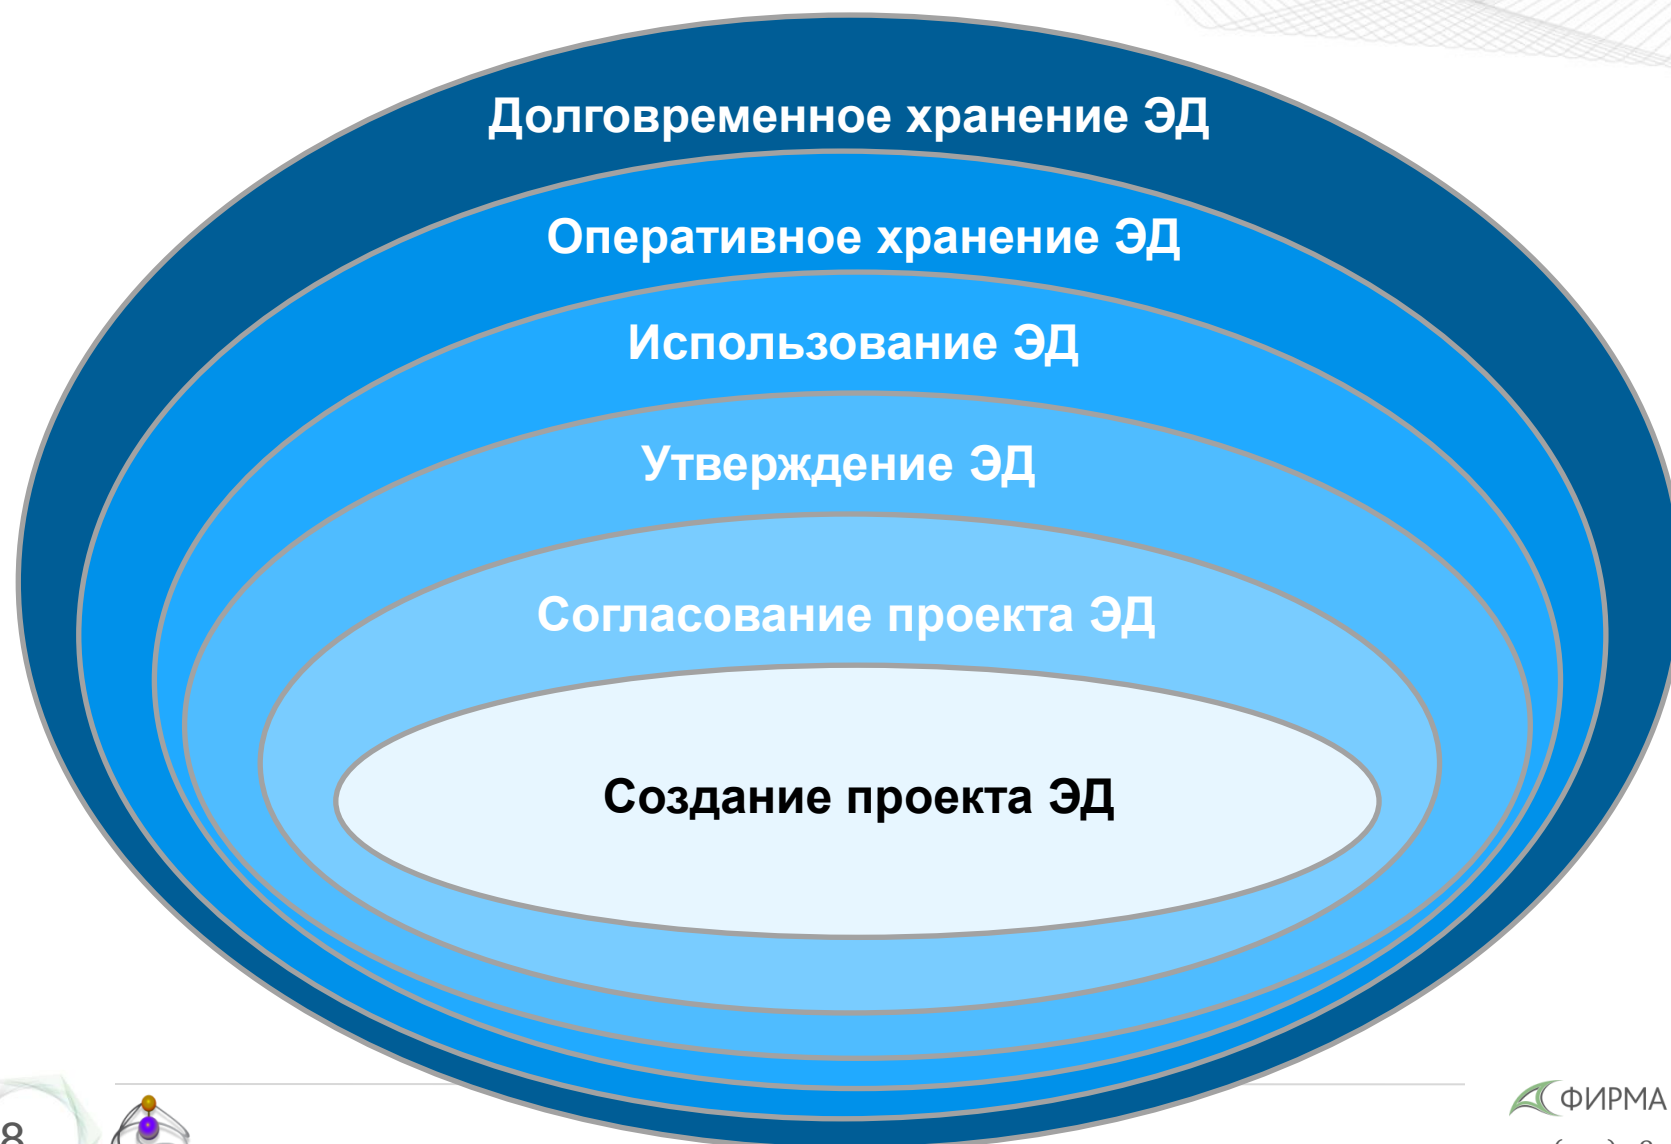 Долговременное хранение ЭД
Оперативное хранение ЭД
Использование ЭД
Утверждение ЭД
Согласование проекта ЭД
Создание проекта ЭД
8
ФИРМА